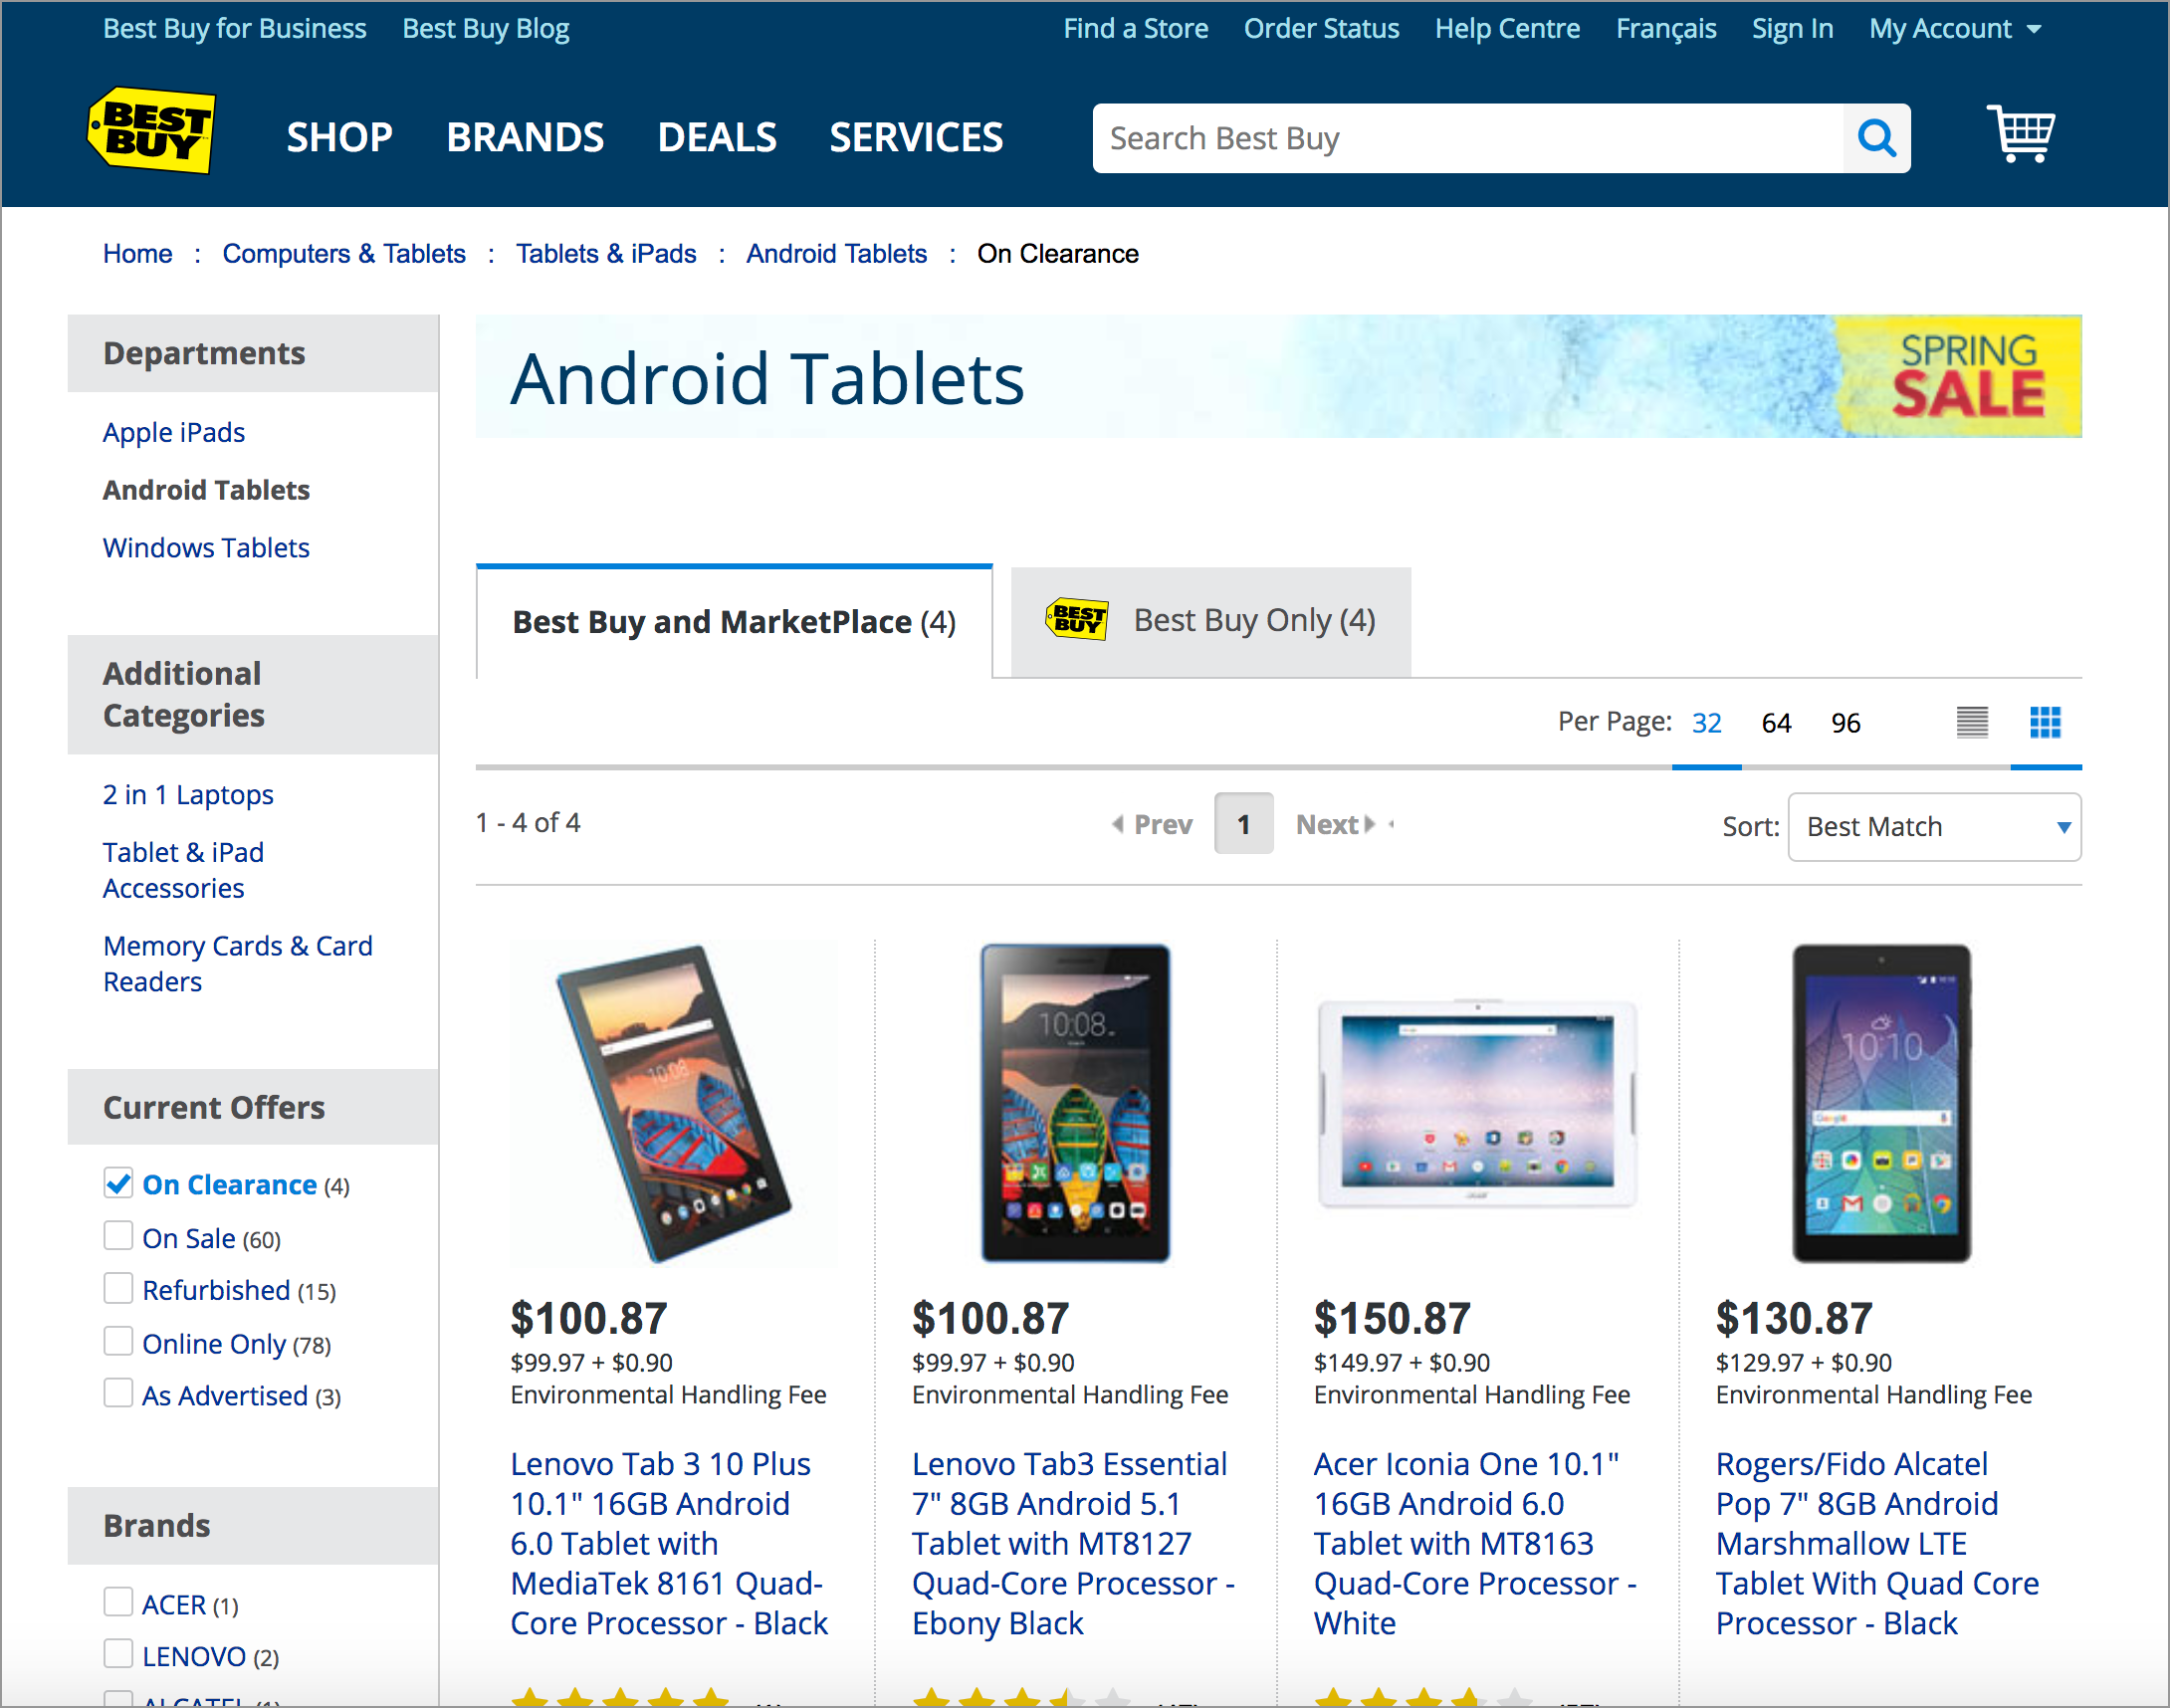 Best Buy for Business Best Buy Blog Find a Store Order Status Help Centre Français Sign In My Account
BEST BUY SHOP BRANDS DEALS SERVICES Search Best Buy
Home : Computers & Tablets : Tablets & iPads : Android Tablets : On Clearance
Departments
Apple iPads
Android Tablets
Windows Tablets
Additional
Categories
2 in 1 Laptops
Tablet & iPad
Accessories
Memory Cards & Card
Readers
Current Offers
On Clearance (4)
On Sale (60)
Refurbished (15)
Online Only (78)
As Advertised (3)
Brands
ACER (1)
LENOVO (2)
ALCATEL (1)
Android Tablets
SPRING
SALE
Best Buy and MarketPlace (4)
BEST BUY Best Buy Only (4)
Per Page: 32 64 96
1 - 4 of 4 Prev 1 Next Sort: Best Match
10:08
10:08
10:10
Google
acer
$100.87
$99.97 + $0.90
Environmental Handling Fee
Lenovo Tab 3 10 Plus
10.1" 16GB Android
6.0 Tablet with
MediaTek 8161 Quad-
Core Processor - Black
$100.87
$99.97 + $0.90
Environmental Handling Fee
Lenovo Tab3 Essential
7" 8GB Android 5.1
Tablet with MT8127
Quad-Core Processor -
Ebony Black
$150.87
$149.97 + $0.90
Environmental Handling Fee
Acer Iconia One 10.1"
16GB Android 6.0
Tablet with MT8163
Quad-Core Processor -
White
$130.87
$129.97 + $0.90
Environmental Handling Fee
Rogers/Fido Alcatel
Pop 7" 8GB Android
Marshmallow LTE
Tablet With Quad Core
Processor - Black